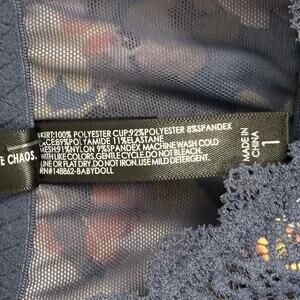 SKIRT:100% POLYESTER CUP:92%POLYESTER 8%SPANDEX
LACE:89%POLYAMIDE 11%ELASTANE
MESH:91%NYLON 9%SPANDEX MACHINE WASH COLD
WITH LIKE COLORS.GENTLE CYCLE.DO NOT BLEACH.
LINE OR FLAT DRY.DO NOT IRON.USE MILD DETERGENT.
RN#148862-BABYDOLL
MADE IN
CHINA
1
E CHAOS.